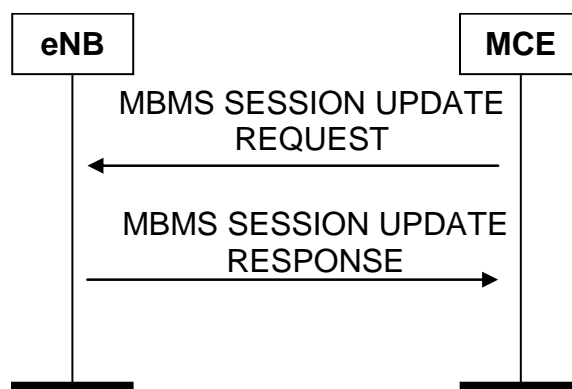 eNB
MCE
MBMS SESSION UPDATE
REQUEST
MBMS SESSION UPDATE
RESPONSE